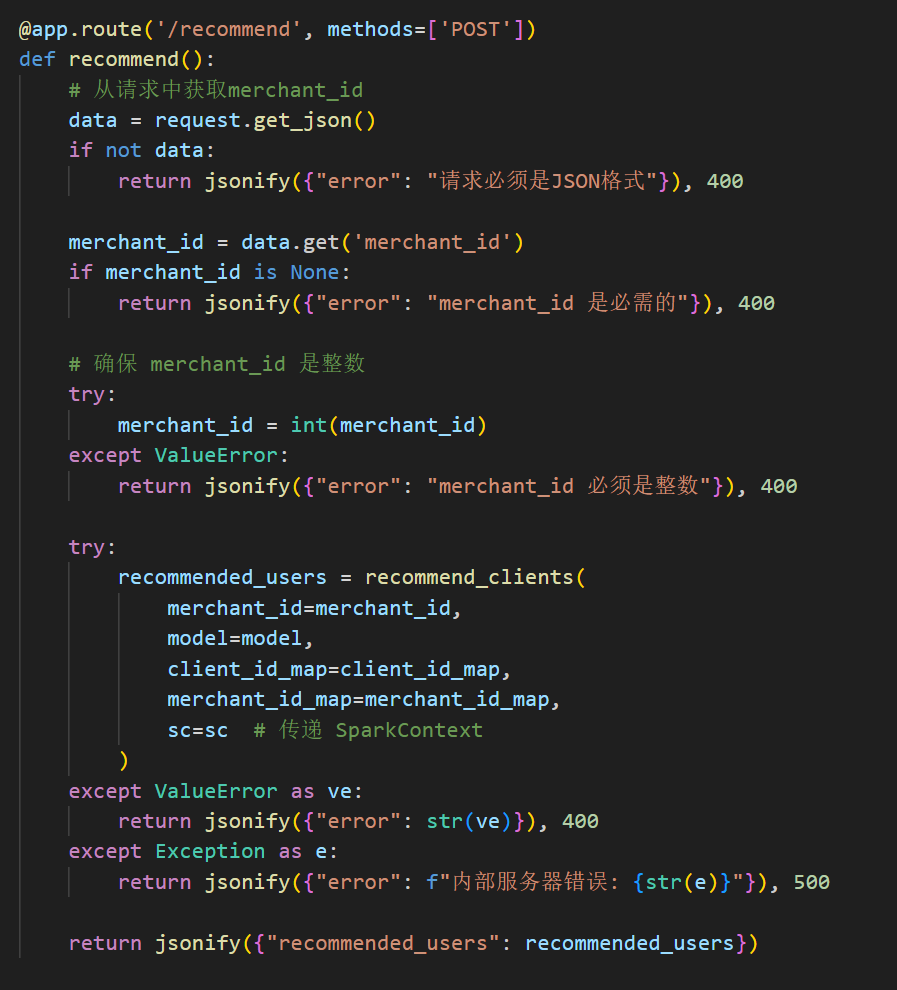 @app.route('/recommend', methods=['POST'])
def recommend():
    # 从请求中获取merchant_id
    data = request.get_json()
    if not data:
        return jsonify({"error": "请求必须是JSON格式"}), 400

    merchant_id = data.get('merchant_id')
    if merchant_id is None:
        return jsonify({"error": "merchant_id 是必需的"}), 400

    # 确保 merchant_id 是整数
    try:
        merchant_id = int(merchant_id)
    except ValueError:
        return jsonify({"error": "merchant_id 必须是整数"}), 400

    try:
        recommended_users = recommend_clients(
            merchant_id=merchant_id,
            model=model,
            client_id_map=client_id_map,
            merchant_id_map=merchant_id_map,
            sc=sc  # 传递 SparkContext
        )
    except ValueError as ve:
        return jsonify({"error": str(ve)}), 400
    except Exception as e:
        return jsonify({"error": f"内部服务器错误: {str(e)}"}), 500

    return jsonify({"recommended_users": recommended_users})